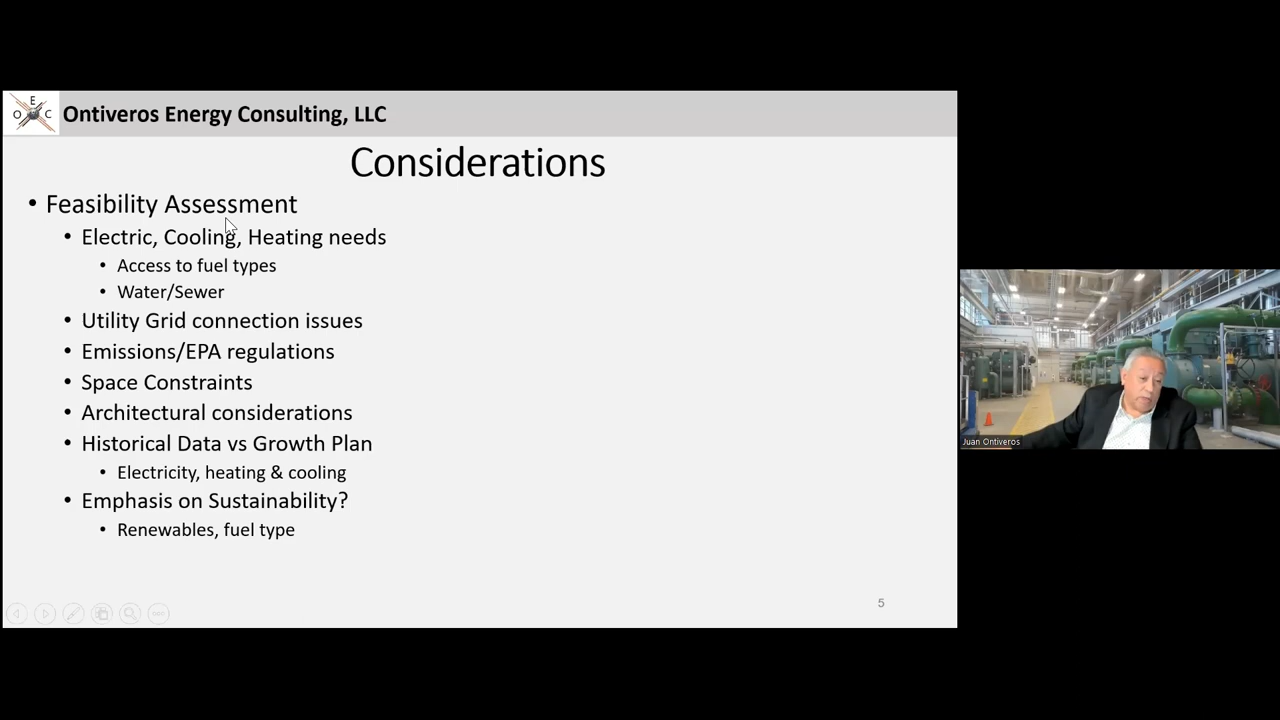 E
O C
Ontiveros Energy Consulting, LLC
Considerations
• Feasibility Assessment
• Electric, Cooling, Heating needs
• Access to fuel types
• Water/Sewer
• Utility Grid connection issues
• Emissions/EPA regulations
• Space Constraints
• Architectural considerations
• Historical Data vs Growth Plan
• Electricity, heating & cooling
• Emphasis on Sustainability?
• Renewables, fuel type
5
Juan Ontiveros